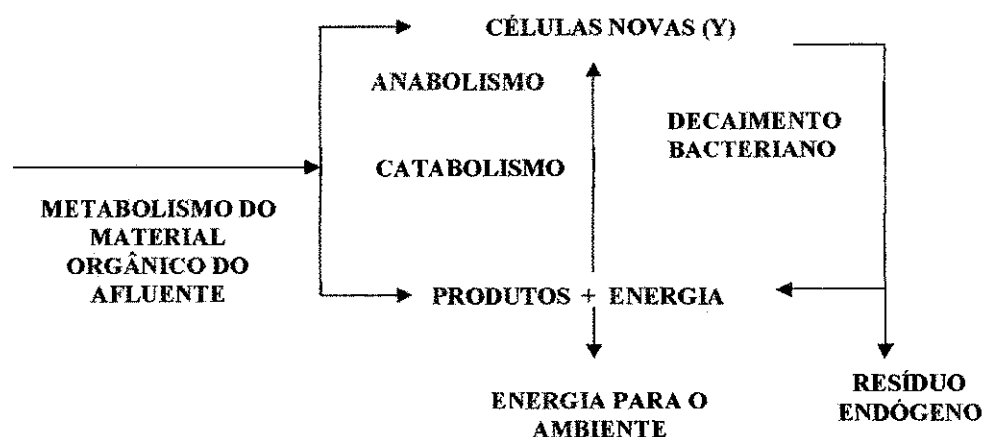 CÉLULAS NOVAS (Y)
ANABOLISMO
DECAIMENTO
BACTERIANO
CATABOLISMO
METABOLISMO DO
MATERIAL
ORGÂNICO DO
AFLUENTE
PRODUTOS + ENERGIA
ENERGIA PARA O
AMBIENTE
RESÍDUO
ENDÓGENO